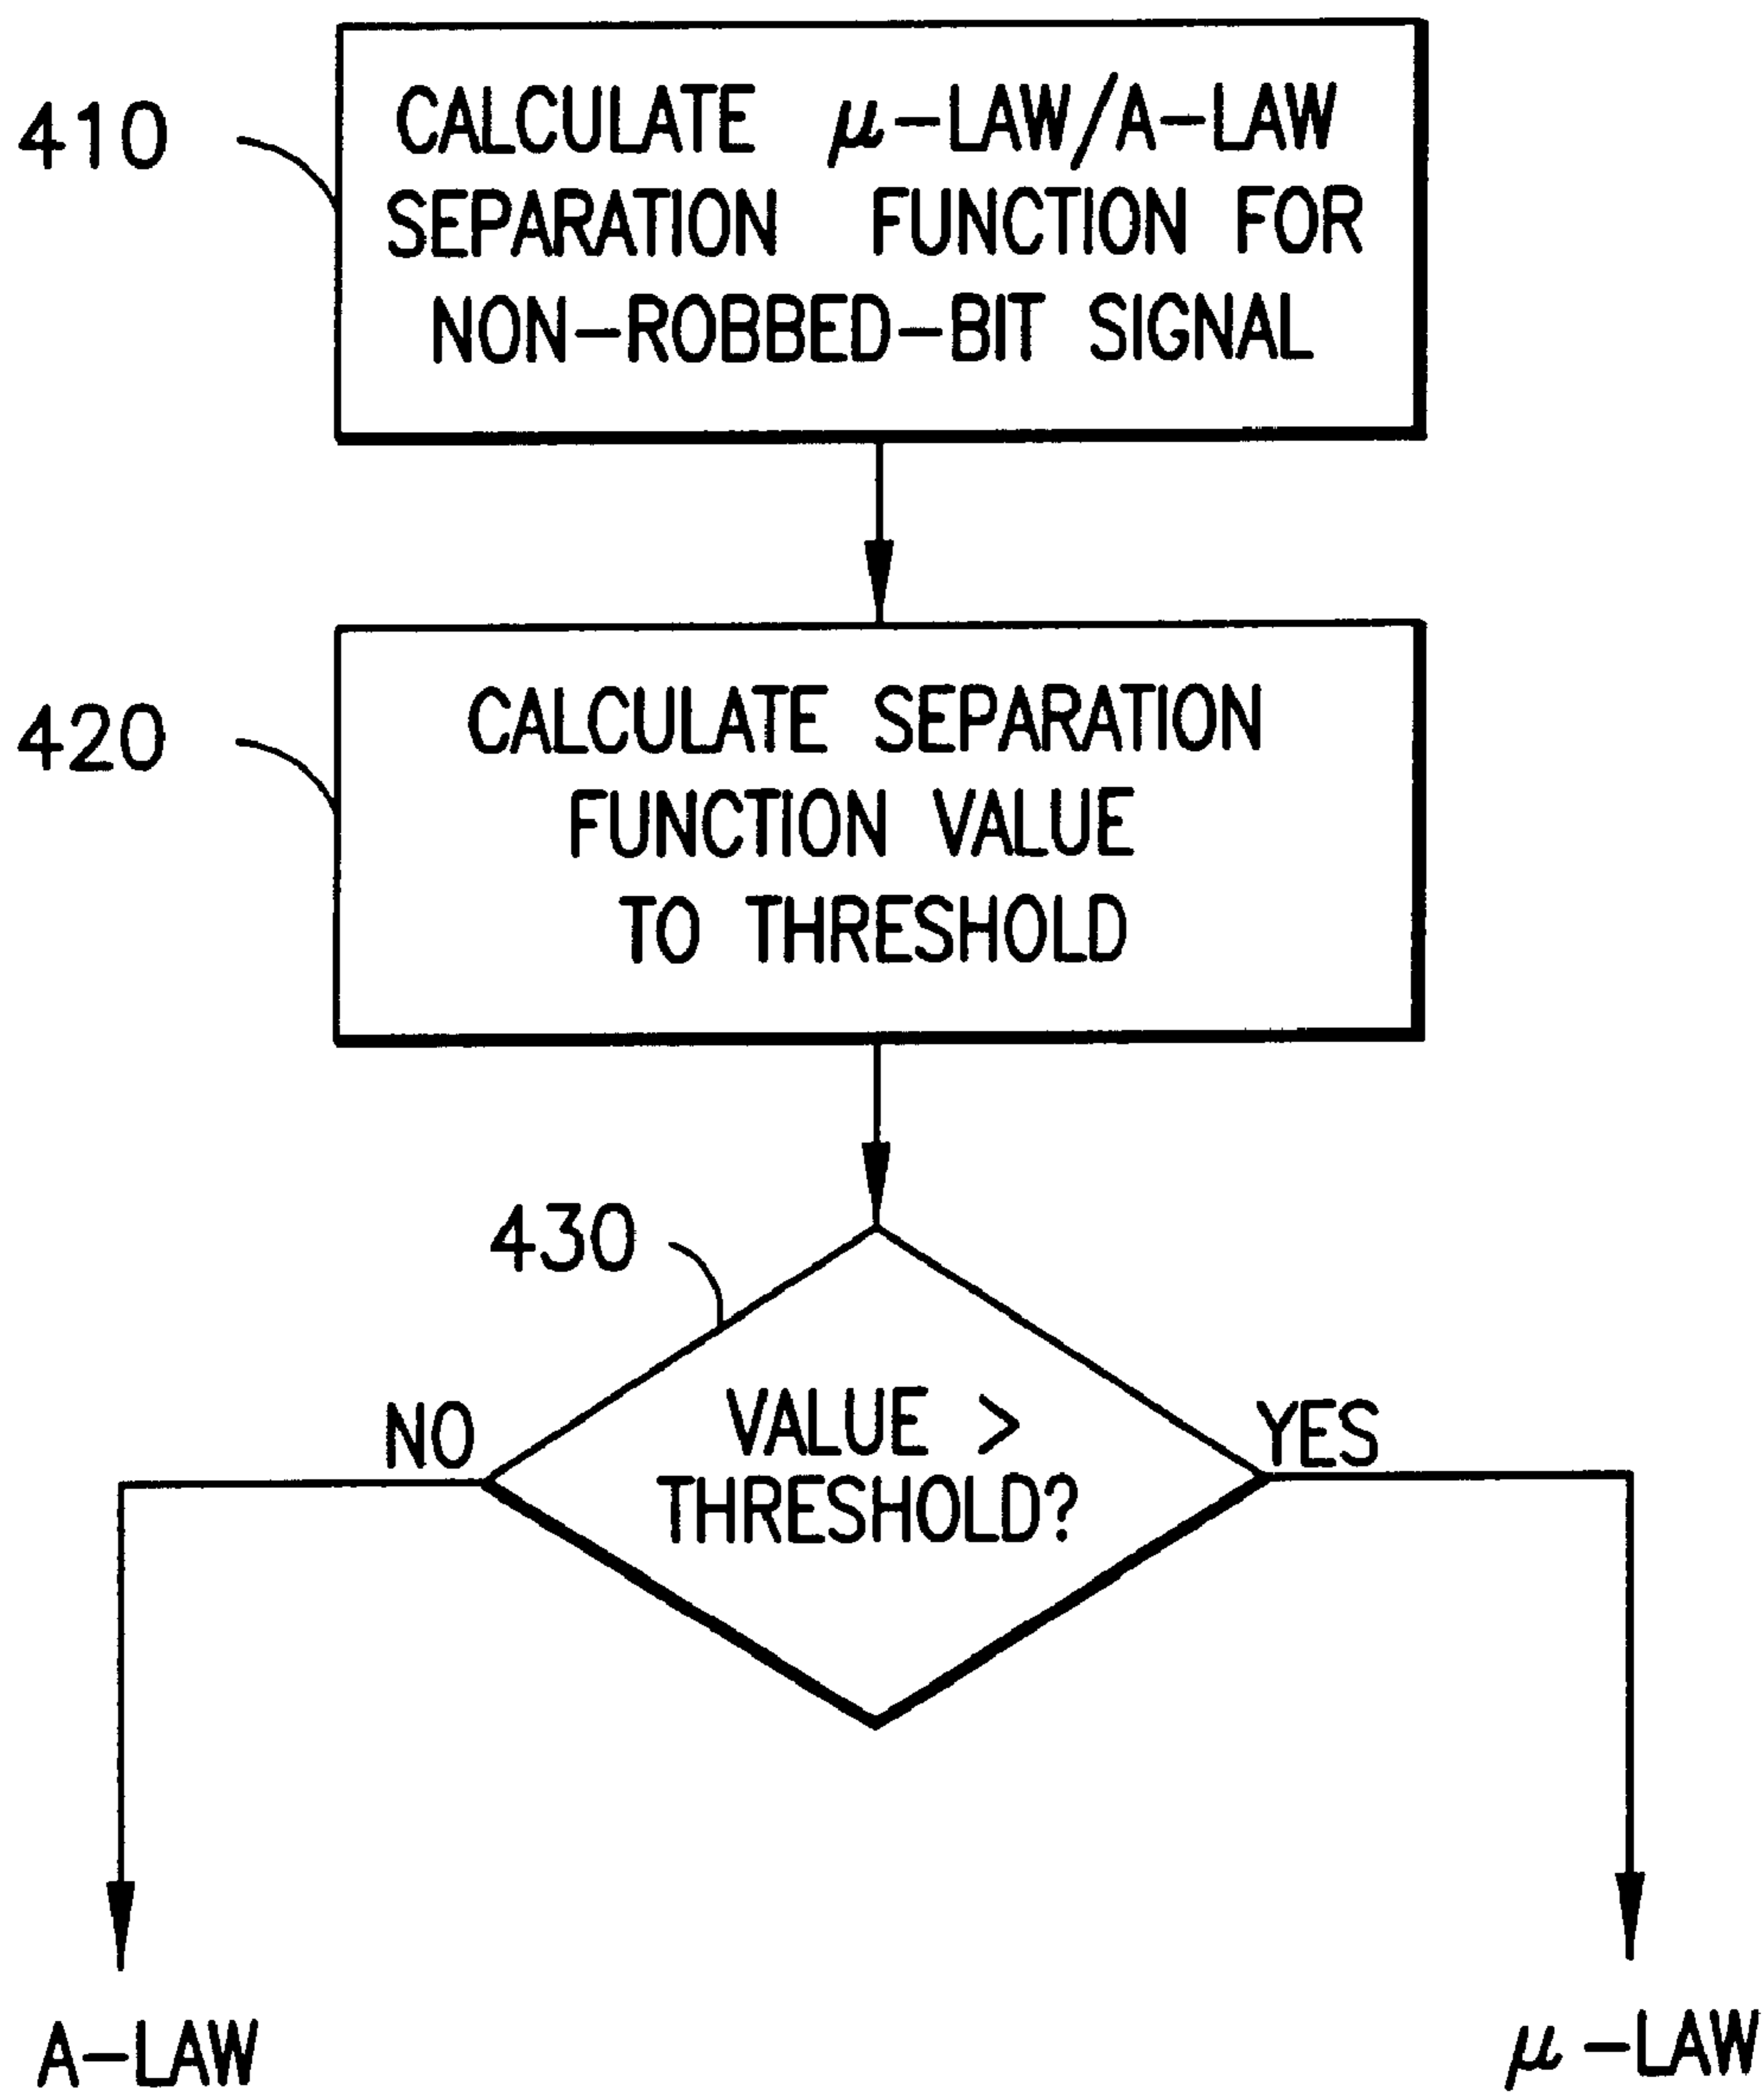 410
CALCULATE μ-LAW/A-LAW
SEPARATION FUNCTION FOR
NON-ROBBED-BIT SIGNAL
420
CALCULATE SEPARATION
FUNCTION VALUE
TO THRESHOLD
430
NO
VALUE >
THRESHOLD?
YES
A-LAW
μ-LAW